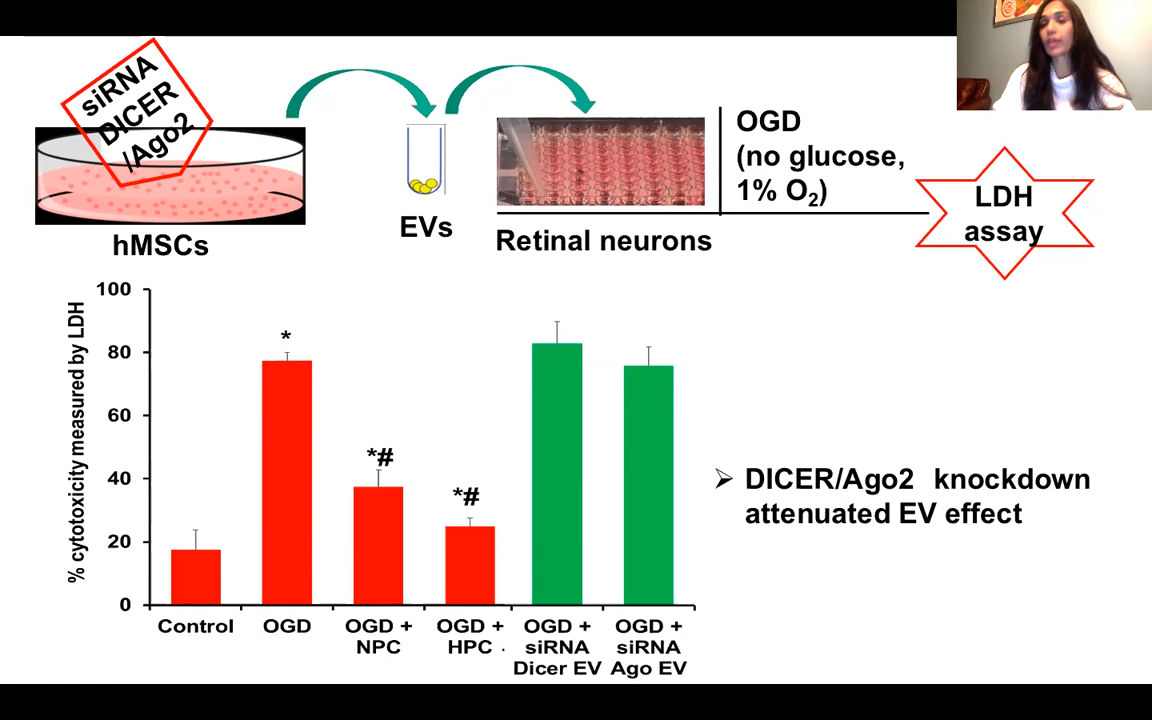 siRNA
DICER
/Ago2
hMSCs
EVs
Retinal neurons
OGD
(no glucose,
1% O₂)
LDH
assay
% cytotoxicity measured by LDH
100
80
60
40
20
0
*
*#
*#
Control
OGD
OGD +
NPC
OGD +
HPC
OGD +
siRNA
Dicer EV
OGD +
siRNA
Ago EV
➢ DICER/Ago2 knockdown
attenuated EV effect